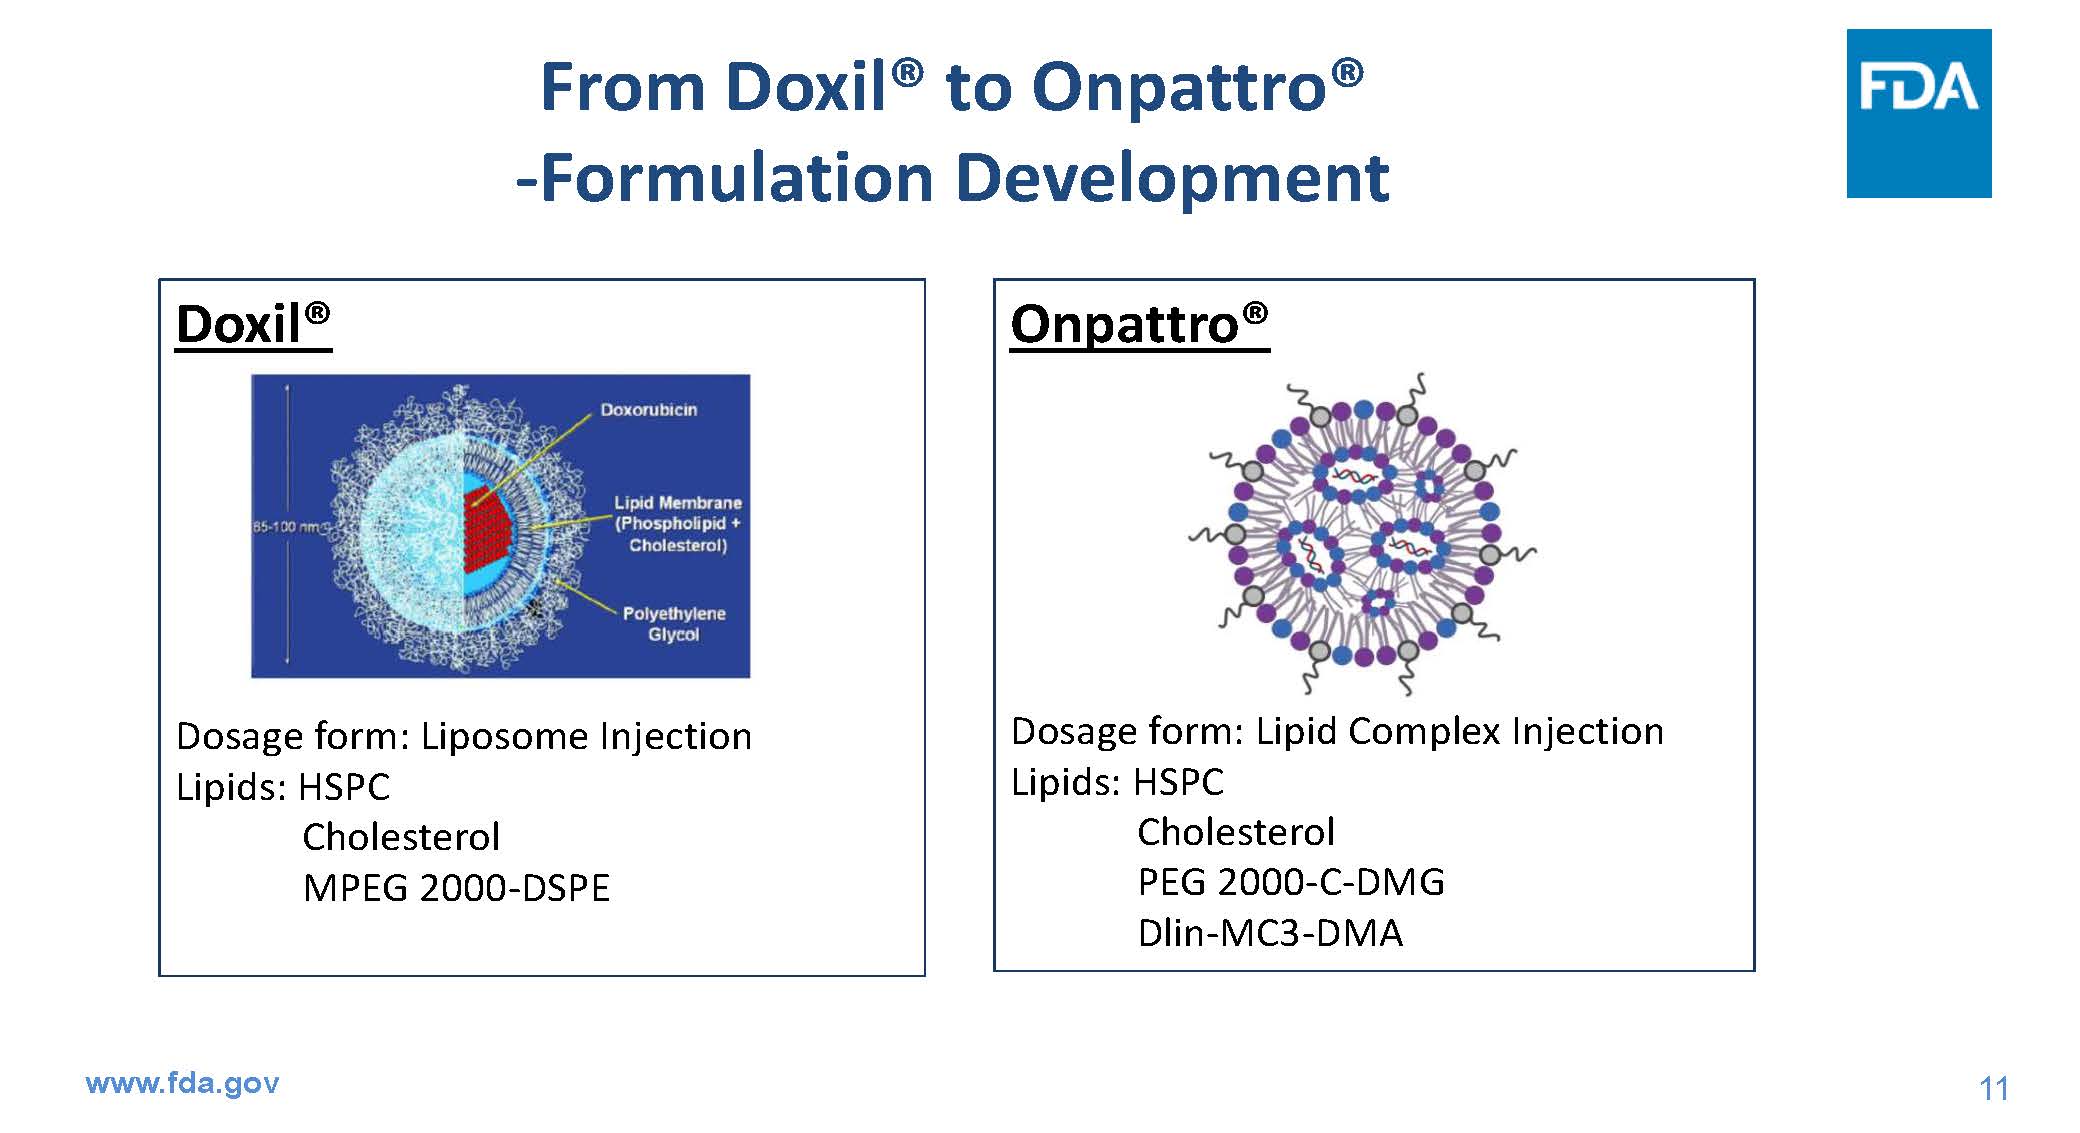 From Doxil® to Onpattro®
-Formulation Development
FDA
Doxil®
Doxorubicin
Lipid Membrane
(Phospholipid +
Cholesterol)
65-100 nm
Polyethylene
Glycol
Dosage form: Liposome Injection
Lipids: HSPC
Cholesterol
MPEG 2000-DSPE
Onpattro®
Dosage form: Lipid Complex Injection
Lipids: HSPC
Cholesterol
PEG 2000-C-DMG
Dlin-MC3-DMA
www.fda.gov
11